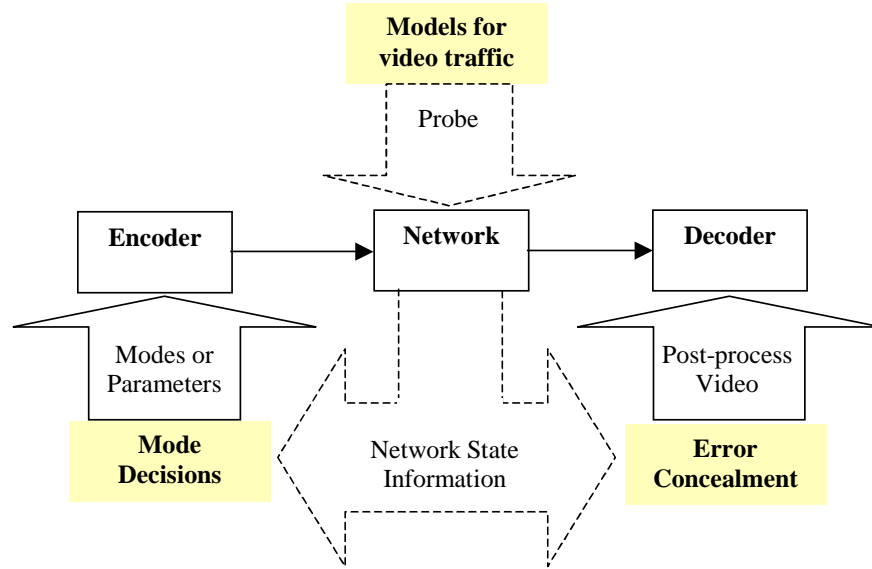 Models for
video traffic
Probe
Encoder
Network
Decoder
Modes or
Parameters
Post-process
Video
Mode
Decisions
Network State
Information
Error
Concealment